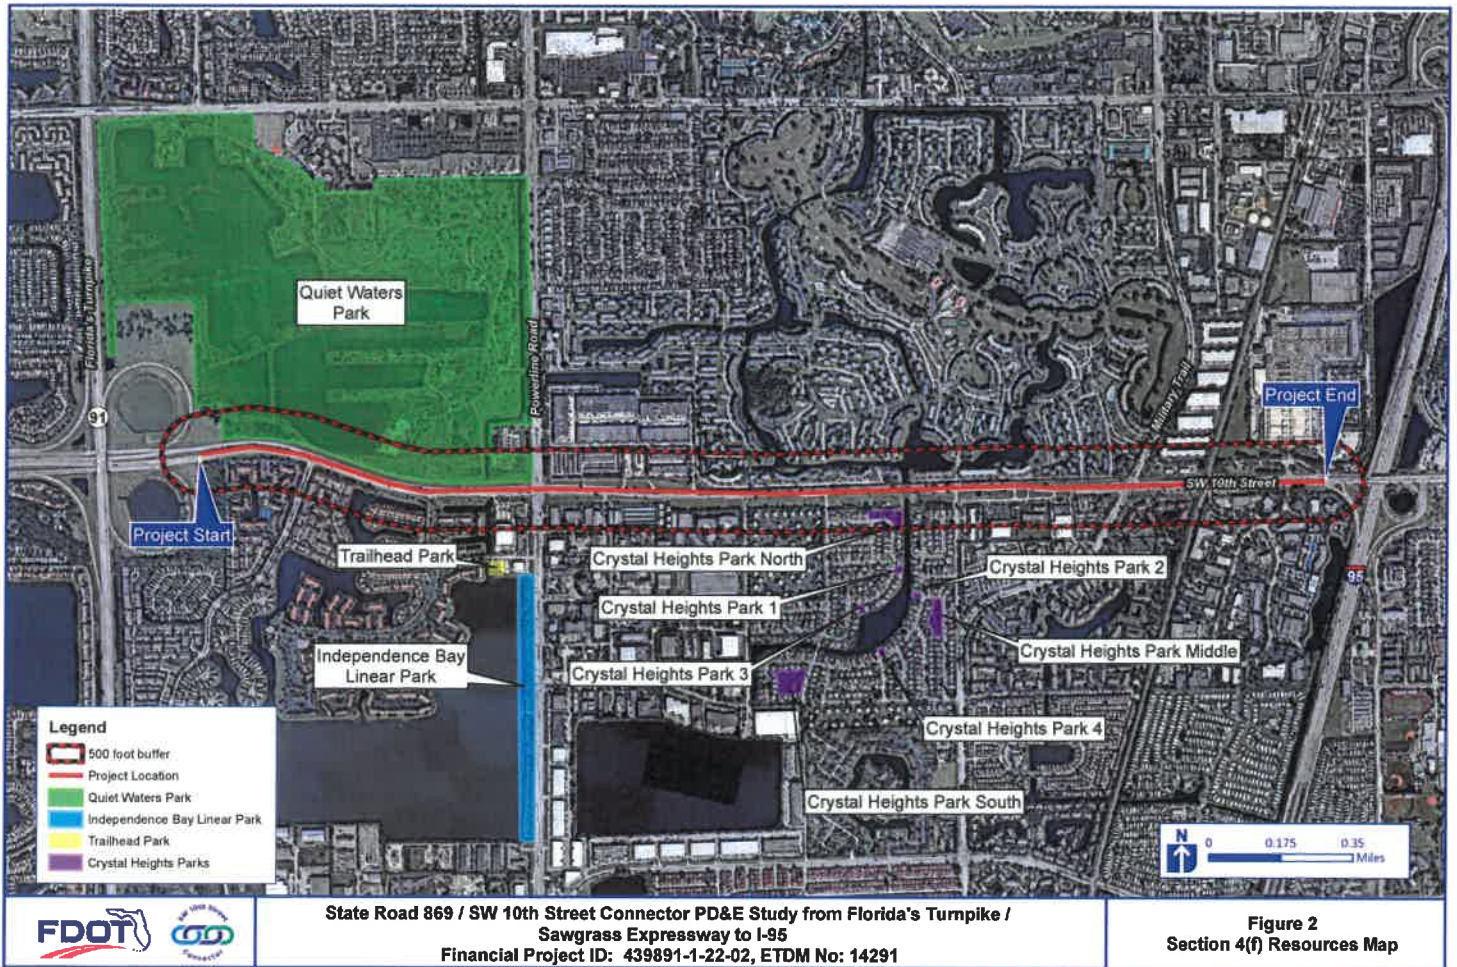 Quiet Waters
Park
Florida's Turnpike
91
Powerline Road
Military Trail
Project End
SW 10th Street
Project Start
Trailhead Park
Crystal Heights Park North
Crystal Heights Park 2
Crystal Heights Park 1
95
Independence Bay
Linear Park
Crystal Heights Park Middle
Crystal Heights Park 3
Crystal Heights Park 4
Crystal Heights Park South
Legend
500 foot buffer
Project Location
Quiet Waters Park
Independence Bay Linear Park
Trailhead Park
Crystal Heights Parks
N
0 0.175 0.35
Miles
FDOT
SW 10th Street
Connector
State Road 869 / SW 10th Street Connector PD&E Study from Florida's Turnpike /
Sawgrass Expressway to I-95
Financial Project ID: 439891-1-22-02, ETDM No: 14291
Figure 2
Section 4(f) Resources Map